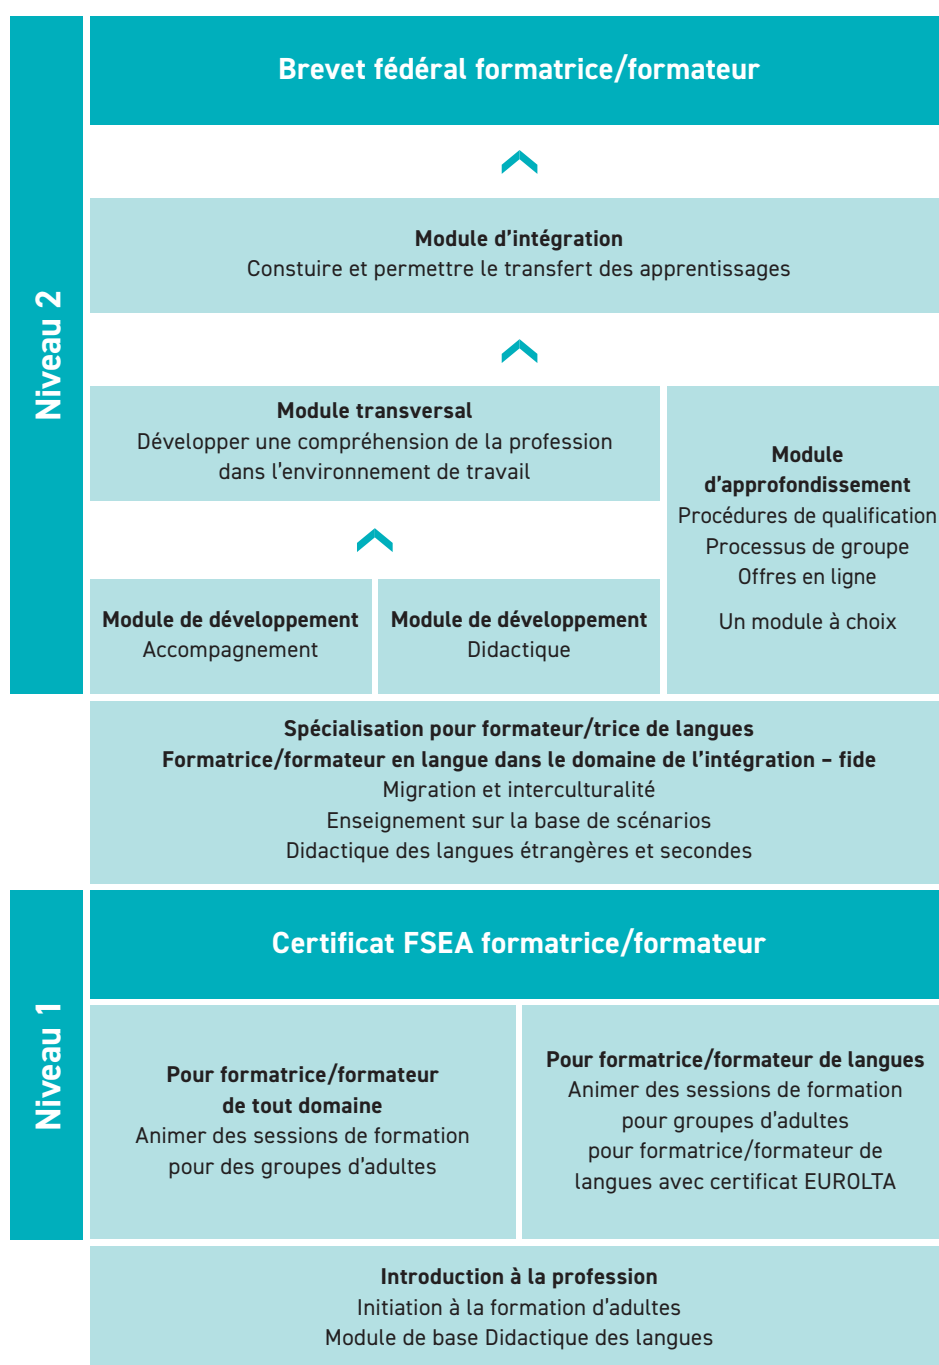 Niveau 2
Brevet fédéral formatrice/formateur
Module d’intégration
Constuire et permettre le transfert des apprentissages
Module transversal
Développer une compréhension de la profession
dans l’environnement de travail
Module de développement
Accompagnement
Module de développement
Didactique
Module
d’approfondissement
Procédures de qualification
Processus de groupe
Offres en ligne
Un module à choix
Spécialisation pour formateur/trice de langues
Formatrice/formateur en langue dans le domaine de l’intégration – fide
Migration et interculturalité
Enseignement sur la base de scénarios
Didactique des langues étrangères et secondes
Niveau 1
Certificat FSEA formatrice/formateur
Pour formatrice/formateur
de tout domaine
Animer des sessions de formation
pour des groupes d’adultes
Pour formatrice/formateur de langues
Animer des sessions de formation
pour groupes d’adultes
pour formatrice/formateur de
langues avec certificat EUROLTA
Introduction à la profession
Initiation à la formation d’adultes
Module de base Didactique des langues